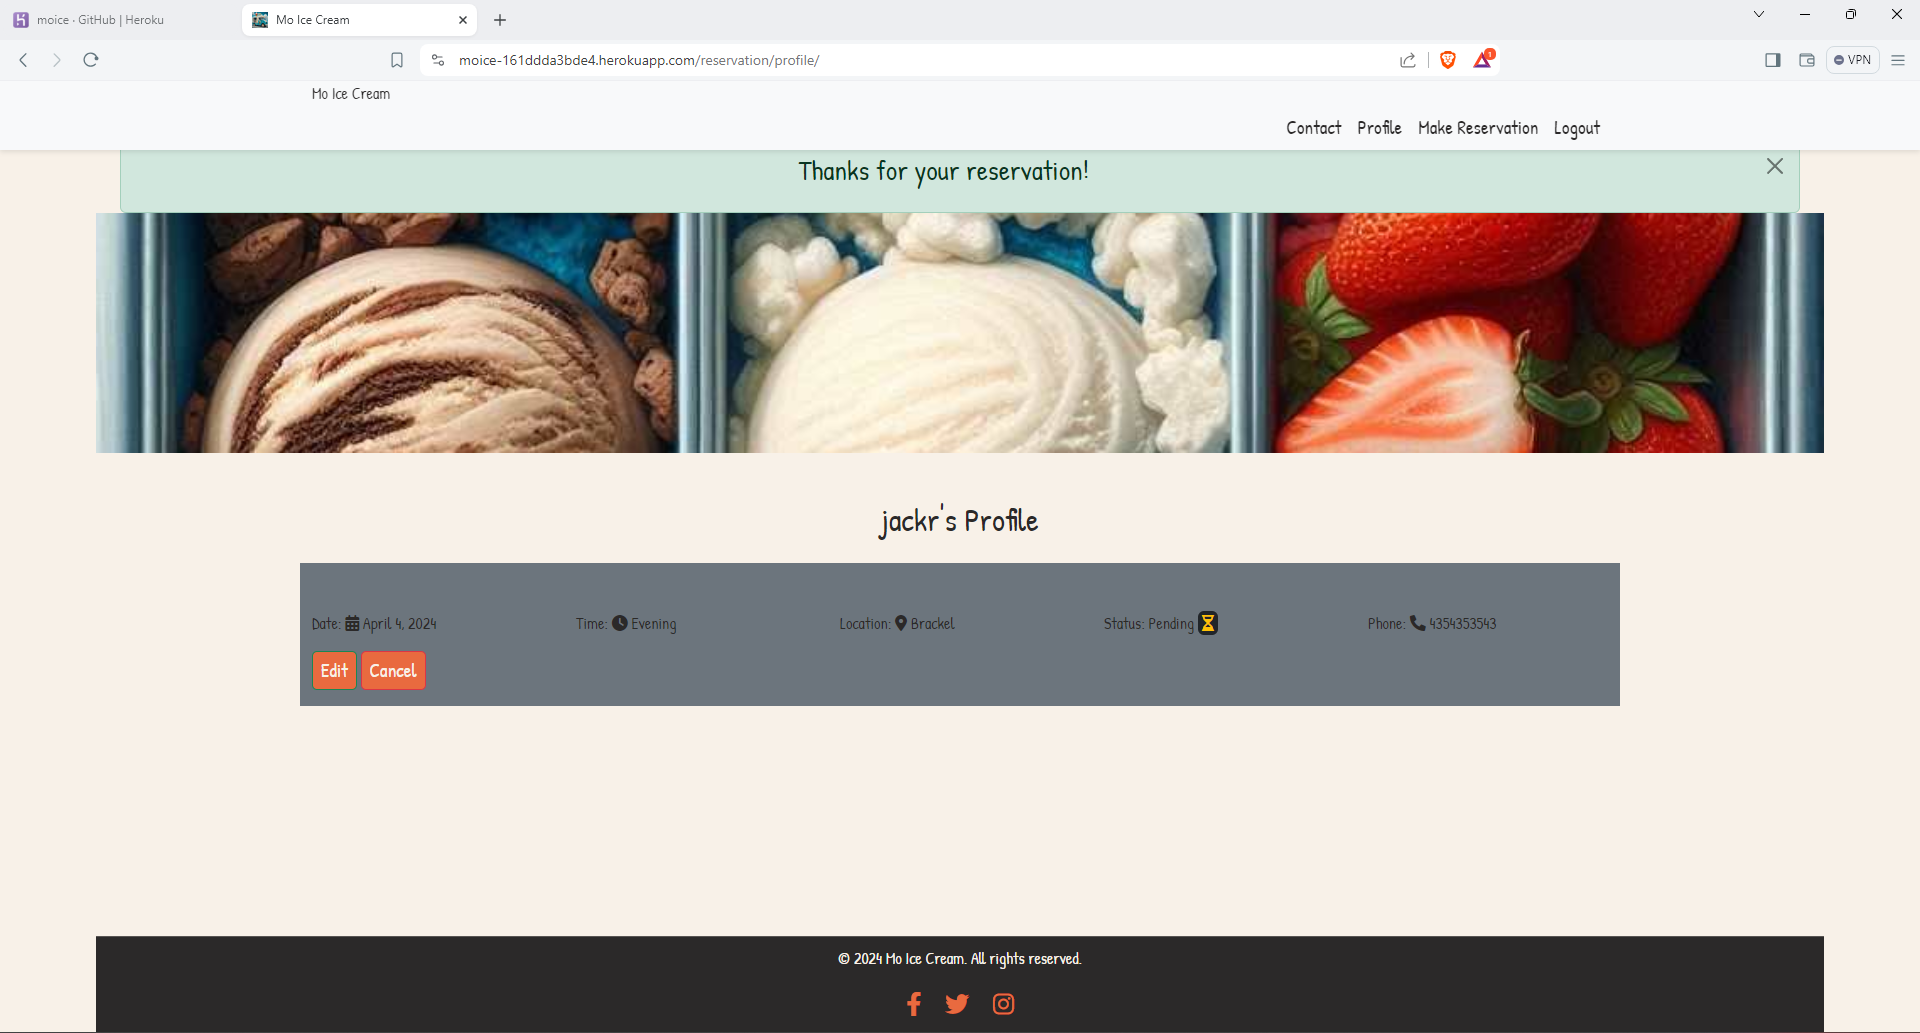 moice · GitHub | Heroku
Mo Ice Cream
moice-161ddda3bde4.herokuapp.com/reservation/profile/
1
VPN
Mo Ice Cream
Contact Profile Make Reservation Logout
Thanks for your reservation!
jackr's Profile
Date: April 4, 2024 Time: Evening Location: Brackel Status: Pending Phone: 4354353543
Edit Cancel
© 2024 Mo Ice Cream. All rights reserved.